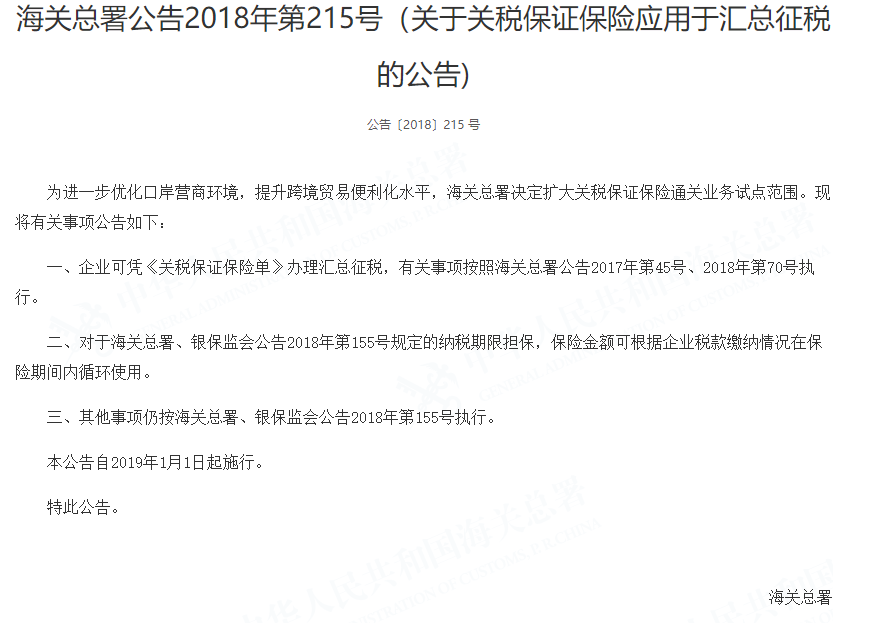 海关总署公告2018年第215号（关于关税保证保险应用于汇总征税
的公告）
公告〔2018〕215 号
为进一步优化口岸营商环境，提升跨境贸易便利化水平，海关总署决定扩大关税保证保险通关业务试点范围。现
将有关事项公告如下：
一、企业可凭《关税保证保险单》办理汇总征税，有关事项按照海关总署公告2017年第45号、2018年第70号执
行。
二、对于海关总署、银保监会公告2018年第155号规定的纳税期限担保，保险金额可根据企业税款缴纳情况在保
险期间内循环使用。
三、其他事项仍按海关总署、银保监会公告2018年第155号执行。
本公告自2019年1月1日起施行。
特此公告。
海关总署